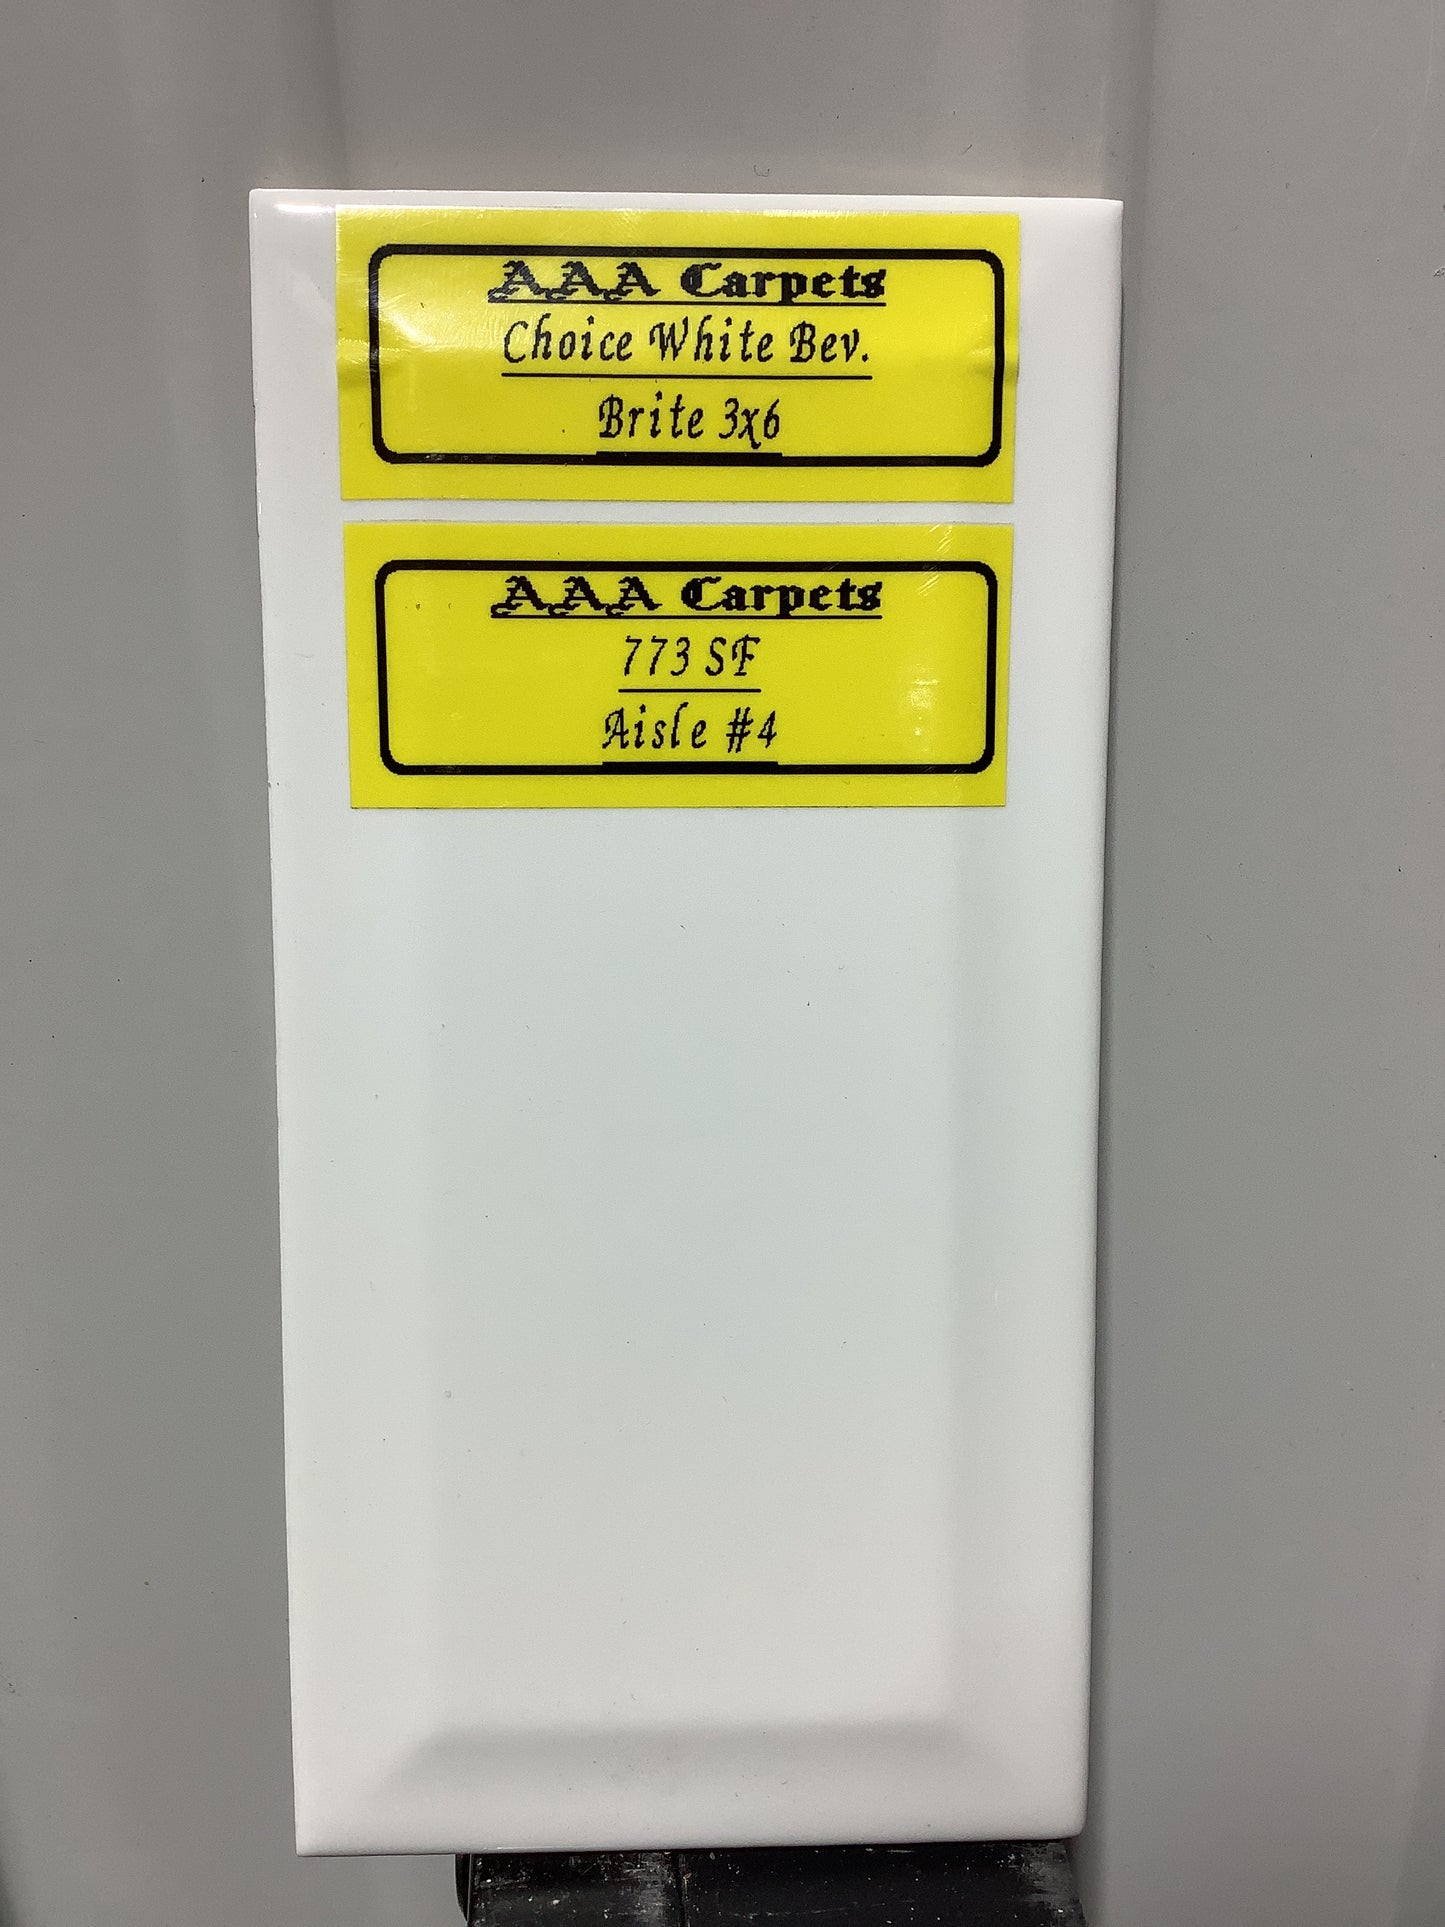 AAA Carpets
Choice White Bev.
Brite 3x6
AAA Carpets
773 SF
Aisle #4